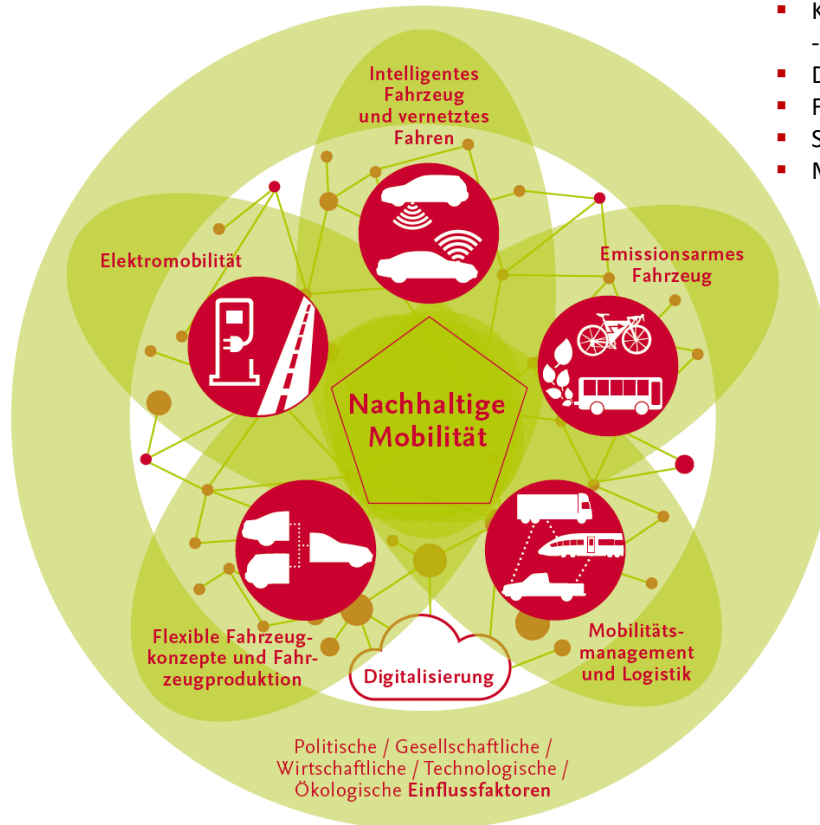 K
-
D
F
S
M
Intelligentes
Fahrzeug
und vernetztes
Fahren
Elektromobilität
Emissionsarmes
Fahrzeug
Nachhaltige
Mobilität
Flexible Fahrzeug-
konzepte und Fahr-
zeugproduktion
Mobilitäts-
management
und Logistik
Digitalisierung
Politische / Gesellschaftliche /
Wirtschaftliche / Technologische /
Ökologische Einflussfaktoren